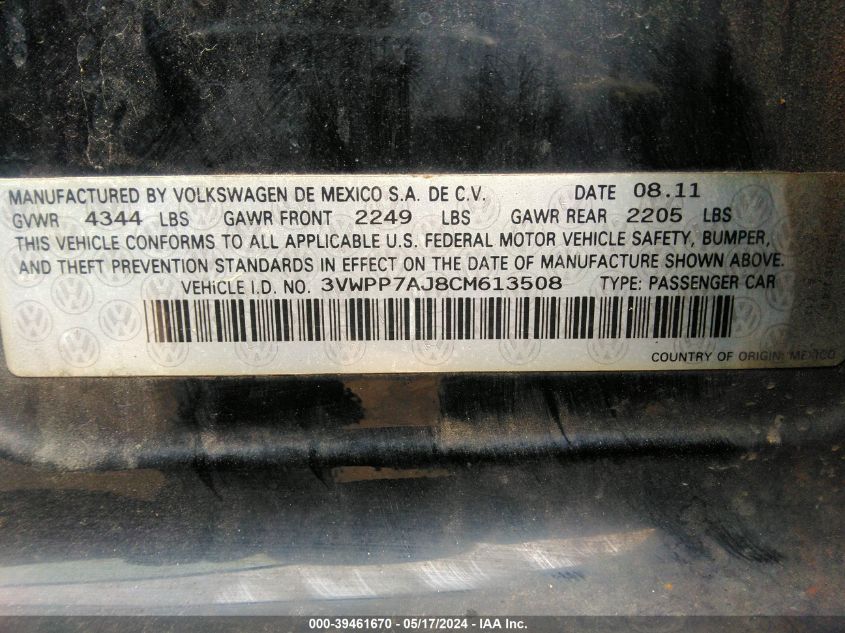 MANUFACTURED BY VOLKSWAGEN DE MEXICO S.A. DE C.V. DATE 08.11
GVWR 4344 LBS GAWR FRONT 2249 LBS GAWR REAR 2205 LBS
THIS VEHICLE CONFORMS TO ALL APPLICABLE U.S. FEDERAL MOTOR VEHICLE SAFETY, BUMPER,
AND THEFT PREVENTION STANDARDS IN EFFECT ON THE DATE OF MANUFACTURE SHOWN ABOVE.
VEHICLE I.D. NO. 3VWPP7AJ8CM613508 TYPE: PASSENGER CAR
COUNTRY OF ORIGIN: MEXICO
000-39461670 / 05/17/2024 - IAA Inc.